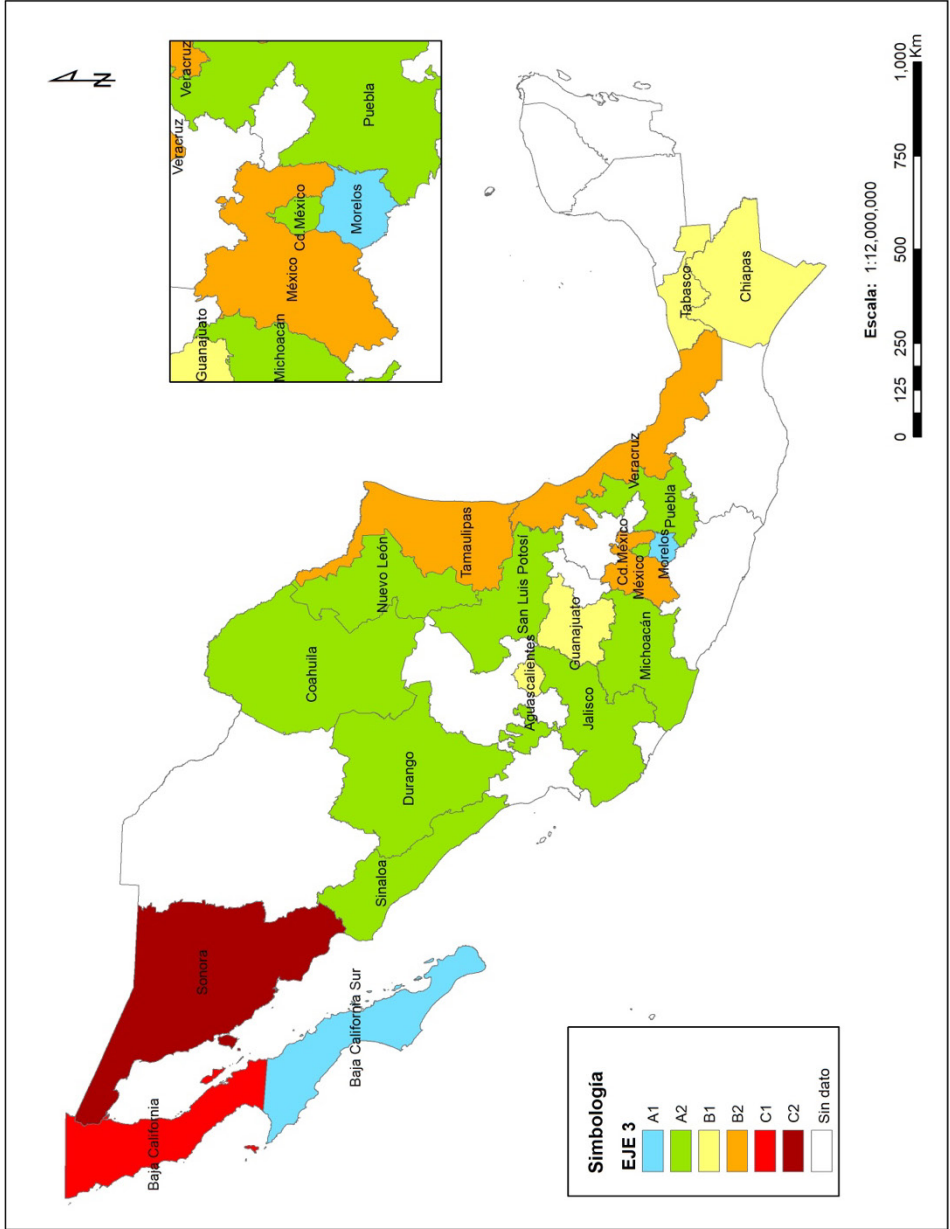 N
Veracruz
Veracruz
Guanajuato
México
Cd.México
Puebla
Michoacán
Morelos
Baja California
Sonora
Baja California Sur
Coahuila
Nuevo León
Sinaloa
Durango
Tamaulipas
San Luis Potosí
Aguascalientes
Guanajuato
Jalisco
Michoacán
Cd.México
México
Morelos
Puebla
Veracruz
Tabasco
Chiapas
Simbología
EJE 3
A1
A2
B1
B2
C1
C2
Sin dato
Escala: 1:12,000,000
0 125 250 500 750 1,000
Km